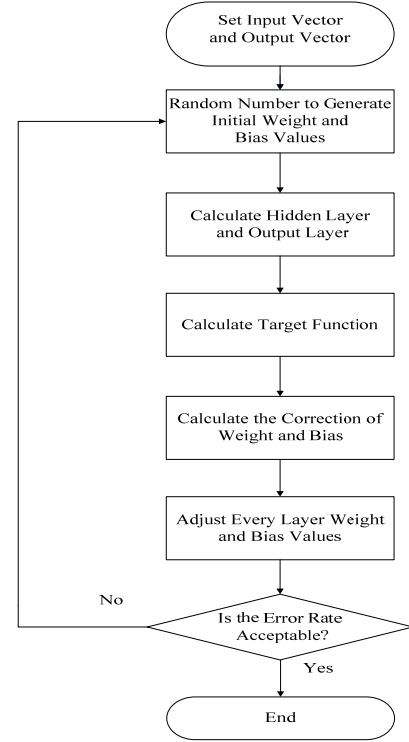 Set Input Vector
and Output Vector
Random Number to Generate
Initial Weight and
Bias Values
Calculate Hidden Layer
and Output Layer
Calculate Target Function
Calculate the Correction of
Weight and Bias
Adjust Every Layer Weight
and Bias Values
No
Is the Error Rate
Acceptable?
Yes
End